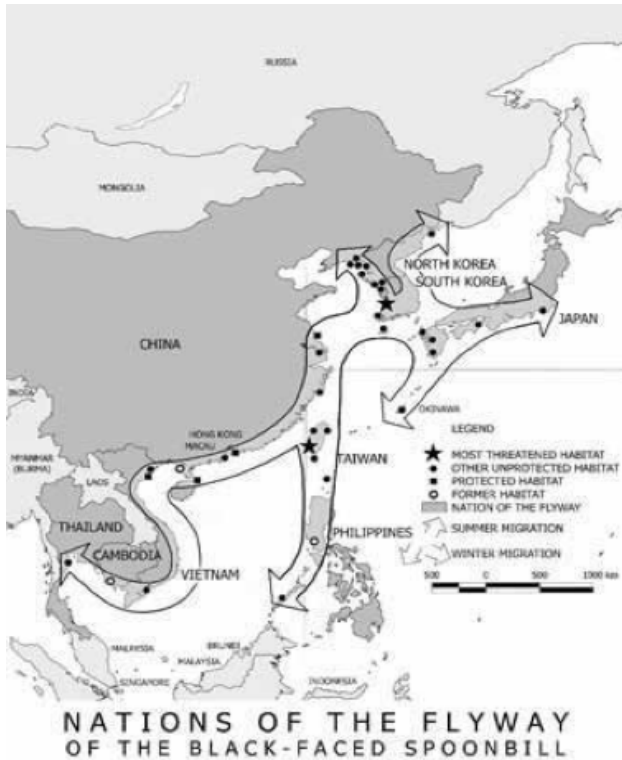 RUSSIA
MONGOLIA
NORTH KOREA
SOUTH KOREA
JAPAN
CHINA
INDIA
OKINAWA
HONG KONG
MACAU
LEGEND
MYANMAR
(BURMA)
LAOS
TAIWAN
MOST THREATENED HABITAT
OTHER UNPROTECTED HABITAT
PROTECTED HABITAT
FORMER HABITAT
NATION OF THE FLYWAY
THAILAND
CAMBODIA
PHILIPPINES
SUMMER MIGRATION
WINTER MIGRATION
VIETNAM
500 0 500 1000 km
MALAYSIA
BRUNEI
MALAYSIA
SINGAPORE
INDONESIA
NATIONS OF THE FLYWAY
OF THE BLACK-FACED SPOONBILL